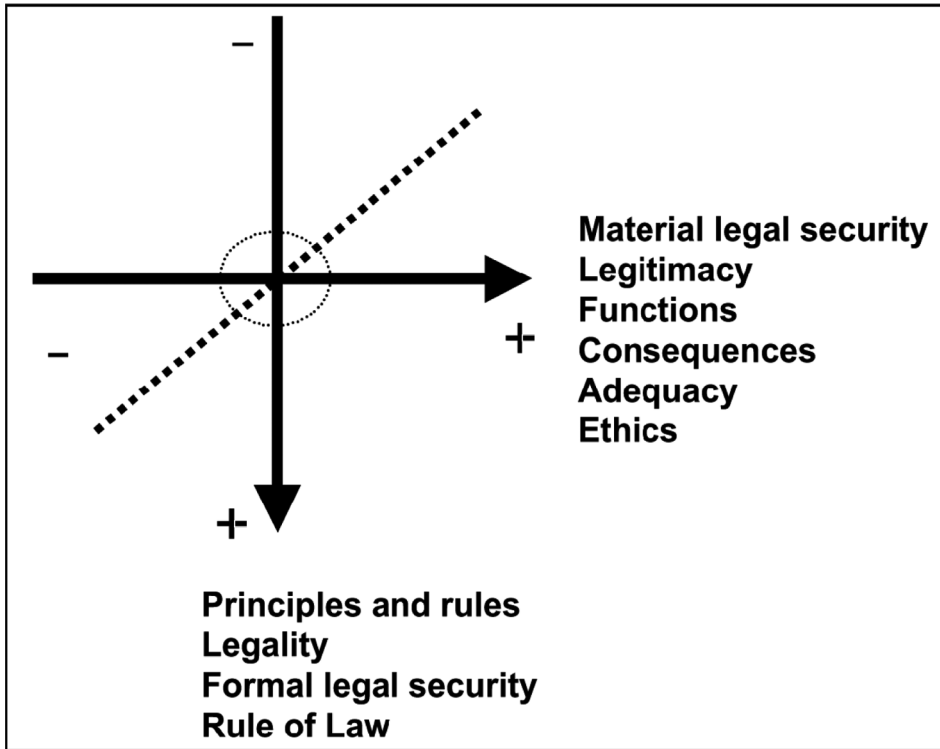 –
Material legal security
Legitimacy
Functions
–
+
Consequences
Adequacy
Ethics
+
Principles and rules
Legality
Formal legal security
Rule of Law